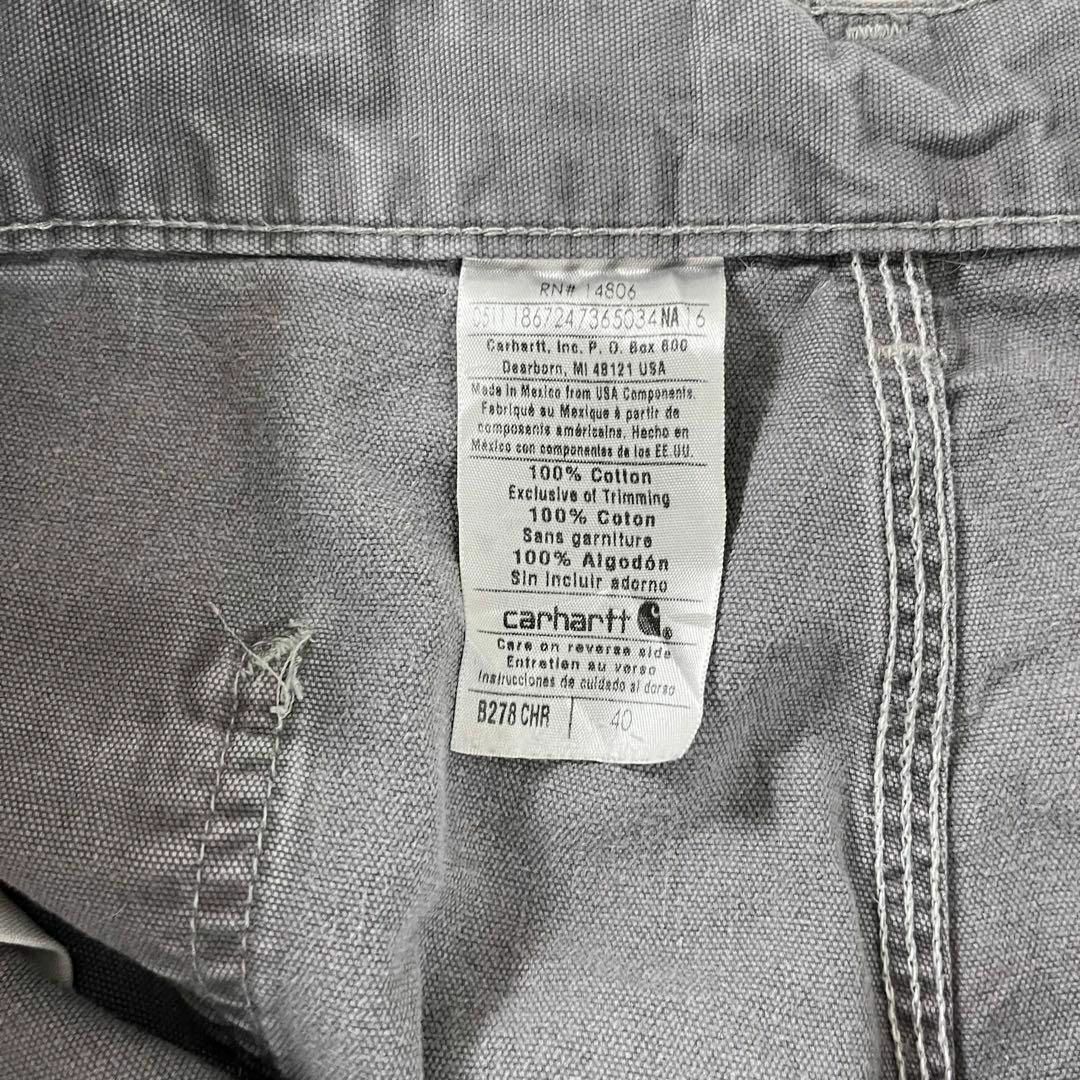 RN# 14806
05111867247365034NA16
Carhartt, Inc. P. O. Box 600
Dearborn, MI 48121 USA
Made in Mexico from USA Components.
Fabriqué au Mexique à partir de
composants américains. Hecho en
México con componentes de los EE.UU.
100% Cotton
Exclusive of Trimming
100% Coton
Sans garniture
100% Algodón
Sin incluir adorno
carhartt ®
Care on reverse side
Entretien au verso
Instrucciones de cuidado al dorso
B278 CHR | 40